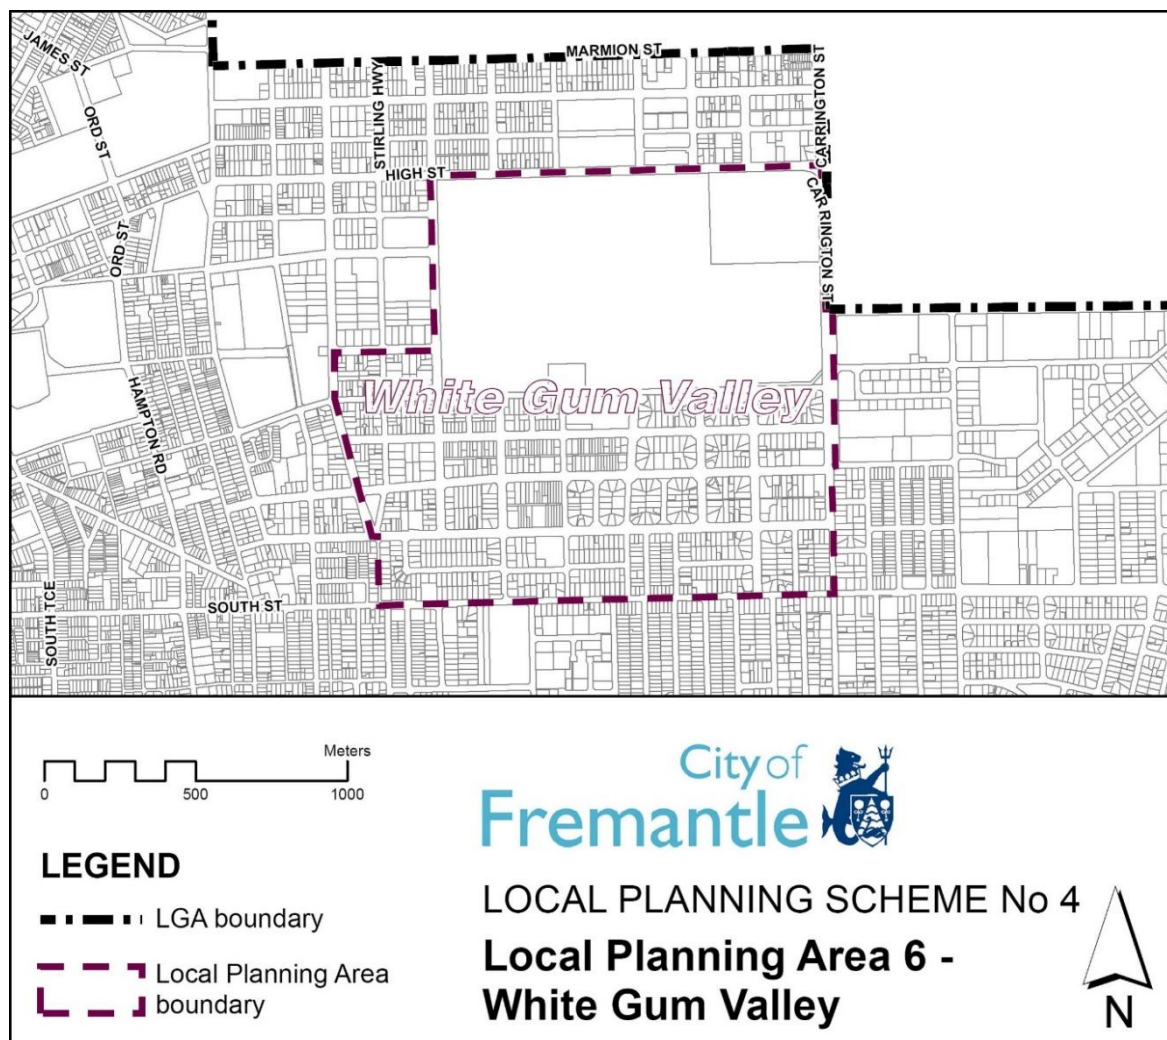 JAMES ST
ORD ST
ORD ST
STIRLING HWY
MARMION ST
CARRINGTON ST
HIGH ST
CAR RINGTON ST
White Gum Valley
HAMPTON RD
SOUTH ST
SOUTH TCE
Meters
0 500 1000
City of
Fremantle
LEGEND
LGA boundary
Local Planning Area
boundary
LOCAL PLANNING SCHEME No 4
Local Planning Area 6 -
White Gum Valley
N